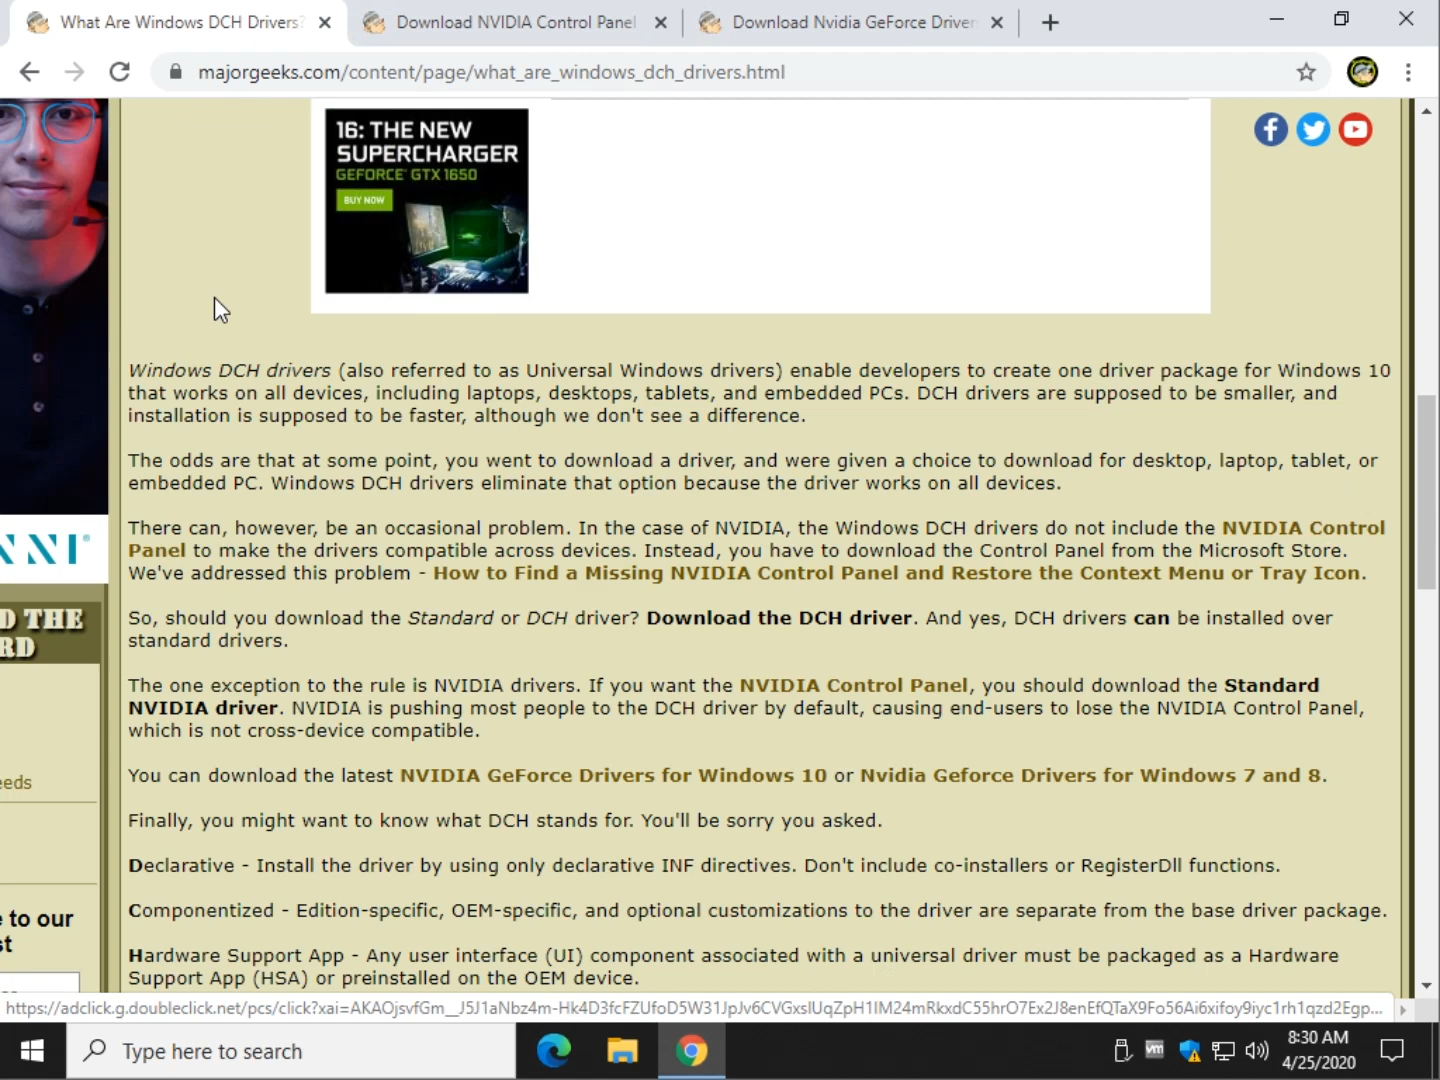 What Are Windows DCH Drivers?
Download NVIDIA Control Panel
Download Nvidia GeForce Driver
majorgeeks.com/content/page/what_are_windows_dch_drivers.html
16: THE NEW
SUPERCHARGER
GEFORCE GTX 1650
BUY NOW
Windows DCH drivers (also referred to as Universal Windows drivers) enable developers to create one driver package for Windows 10
that works on all devices, including laptops, desktops, tablets, and embedded PCs. DCH drivers are supposed to be smaller, and
installation is supposed to be faster, although we don't see a difference.
The odds are that at some point, you went to download a driver, and were given a choice to download for desktop, laptop, tablet, or
embedded PC. Windows DCH drivers eliminate that option because the driver works on all devices.
There can, however, be an occasional problem. In the case of NVIDIA, the Windows DCH drivers do not include the NVIDIA Control
Panel to make the drivers compatible across devices. Instead, you have to download the Control Panel from the Microsoft Store.
We've addressed this problem - How to Find a Missing NVIDIA Control Panel and Restore the Context Menu or Tray Icon.
So, should you download the Standard or DCH driver? Download the DCH driver. And yes, DCH drivers can be installed over
standard drivers.
The one exception to the rule is NVIDIA drivers. If you want the NVIDIA Control Panel, you should download the Standard
NVIDIA driver. NVIDIA is pushing most people to the DCH driver by default, causing end-users to lose the NVIDIA Control Panel,
which is not cross-device compatible.
You can download the latest NVIDIA GeForce Drivers for Windows 10 or Nvidia Geforce Drivers for Windows 7 and 8.
Finally, you might want to know what DCH stands for. You'll be sorry you asked.
Declarative - Install the driver by using only declarative INF directives. Don't include co-installers or RegisterDll functions.
Componentized - Edition-specific, OEM-specific, and optional customizations to the driver are separate from the base driver package.
Hardware Support App - Any user interface (UI) component associated with a universal driver must be packaged as a Hardware
Support App (HSA) or preinstalled on the OEM device.
NNI®
D THE
RD
eeds
e to our
st
Type here to search
vm
8:30 AM
4/25/2020